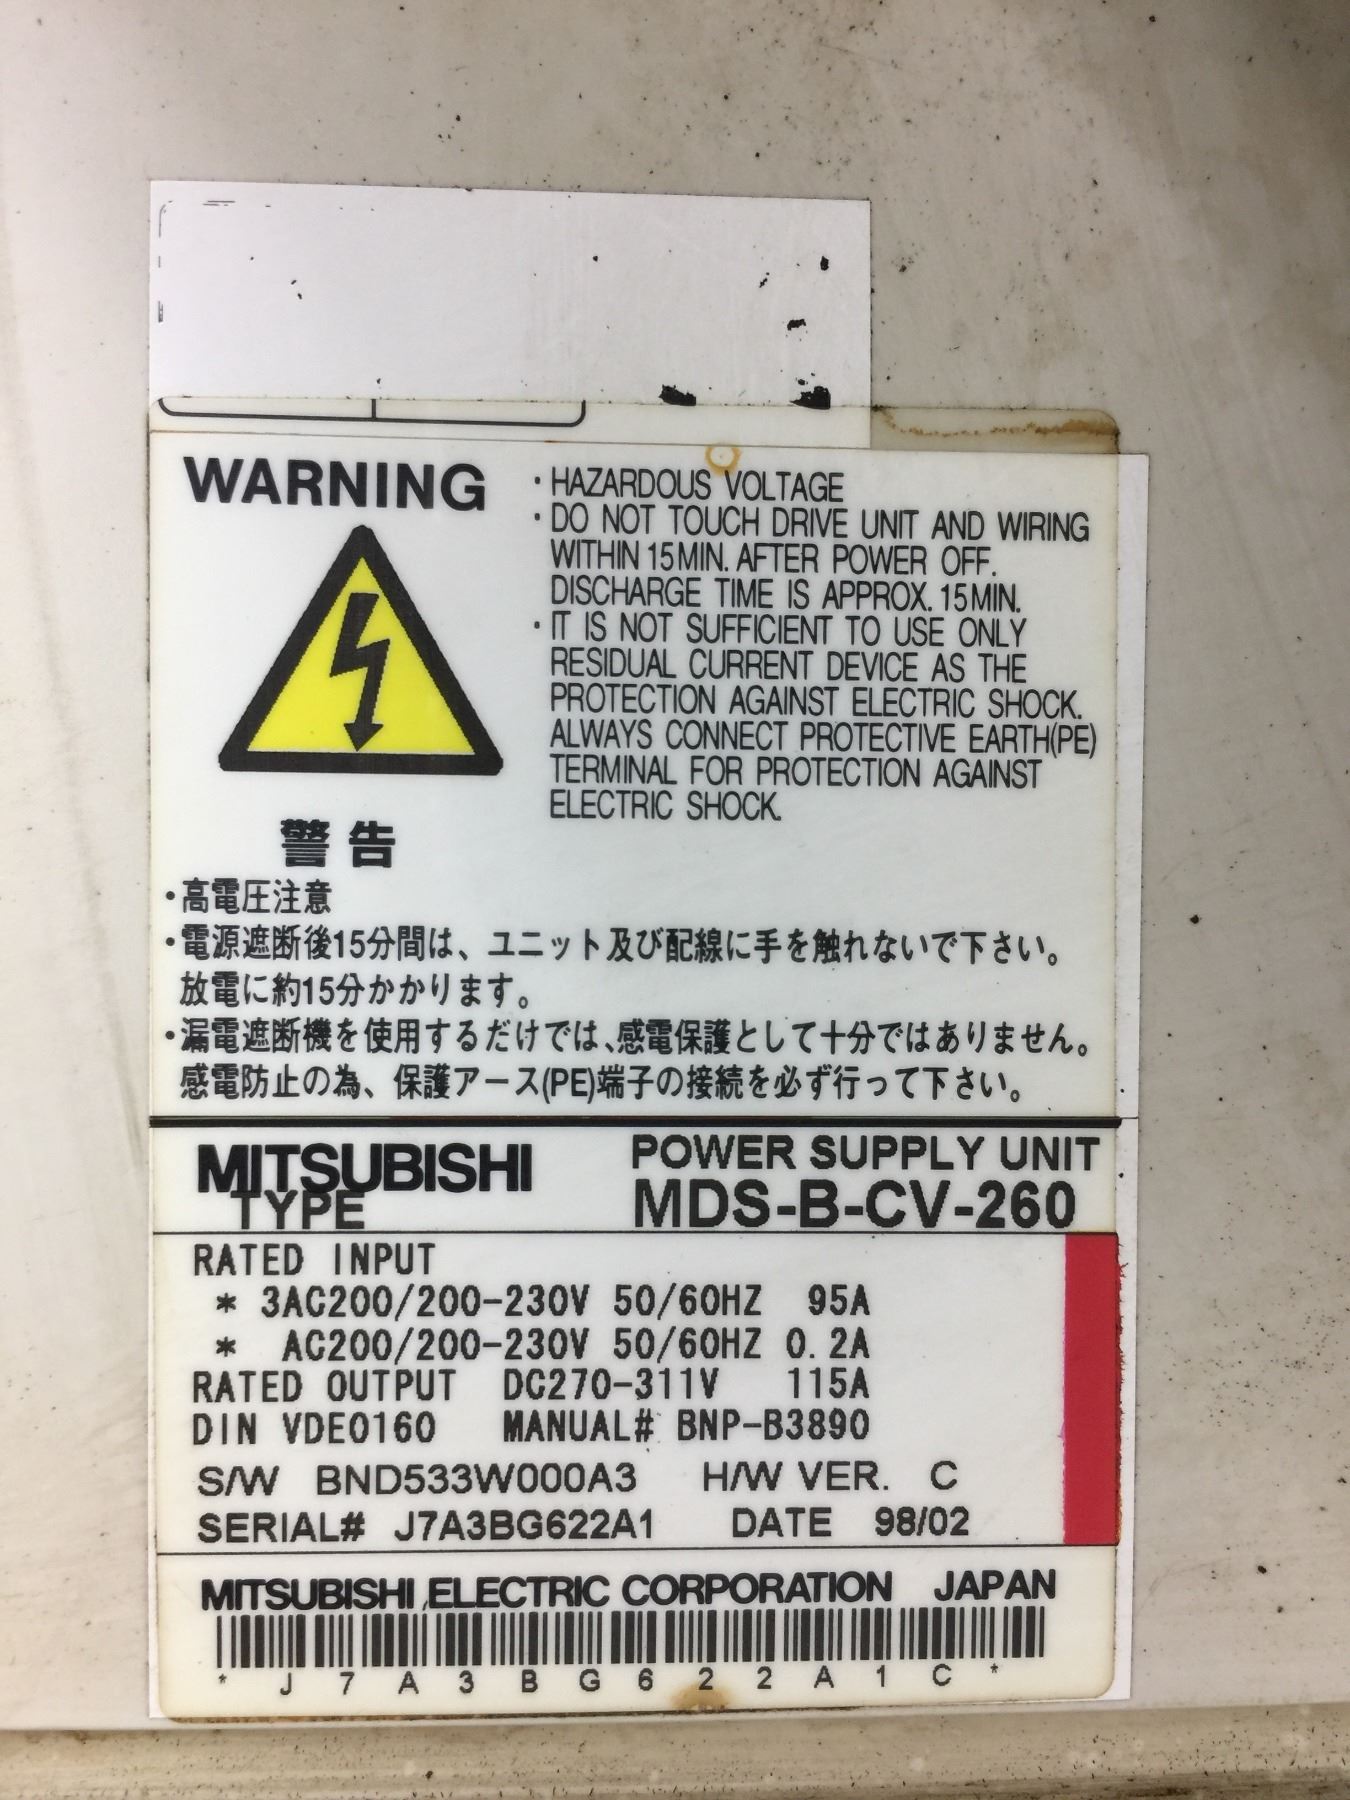 WARNING
・HAZARDOUS VOLTAGE
・DO NOT TOUCH DRIVE UNIT AND WIRING
WITHIN 15MIN. AFTER POWER OFF.
DISCHARGE TIME IS APPROX. 15MIN.
・IT IS NOT SUFFICIENT TO USE ONLY
RESIDUAL CURRENT DEVICE AS THE
PROTECTION AGAINST ELECTRIC SHOCK.
ALWAYS CONNECT PROTECTIVE EARTH(PE)
TERMINAL FOR PROTECTION AGAINST
ELECTRIC SHOCK.
警告
・高電圧注意
・電源遮断後15分間は、ユニット及び配線に手を触れないで下さい。
放電に約15分かかります。
・漏電遮断機を使用するだけでは、感電保護として十分ではありません。
感電防止の為、保護アース(PE)端子の接続を必ず行って下さい。
MITSUBISHI POWER SUPPLY UNIT
TYPE MDS-B-CV-260
RATED INPUT
* 3AC200/200-230V 50/60HZ 95A
* AC200/200-230V 50/60HZ 0.2A
RATED OUTPUT DC270-311V 115A
DIN VDE0160 MANUAL# BNP-B3890
S/W BND533W000A3 H/W VER. C
SERIAL# J7A3BG622A1 DATE 98/02
MITSUBISHI ELECTRIC CORPORATION JAPAN
* J 7 A 3 B G 6 2 2 A 1 C *